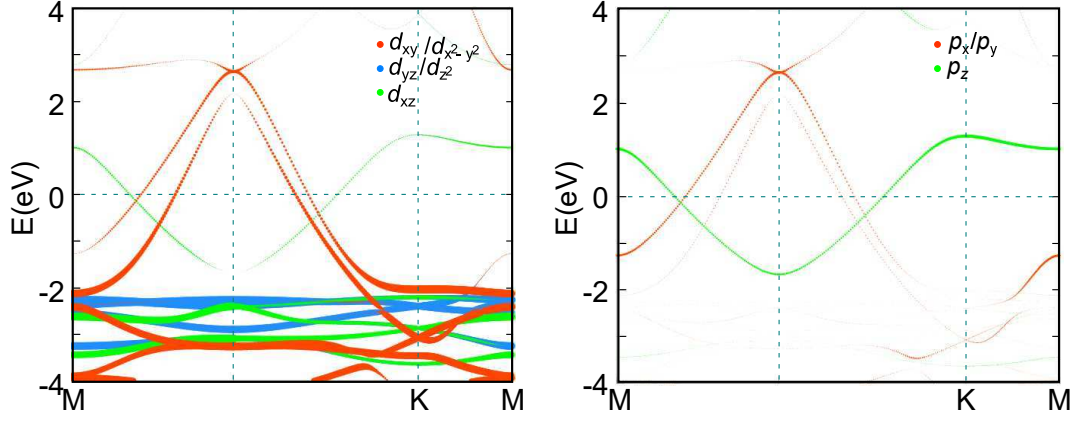 4
2
0
-2
-4
E(eV)
d_xy /d_x²-y²
d_yz/d_z²
d_xz
M
K
M
4
2
0
-2
-4
E(eV)
p_x/p_y
p_z
M
K
M